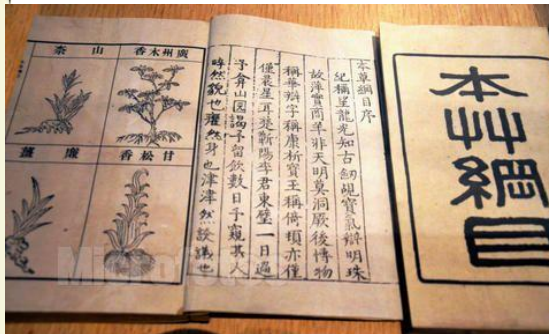 本艸綱目
本草綱目序
紀稱望龍光知古劒覘寶氣辯明珠
故萍實商羊非天明莫洞厥後博物
稱華辯字稱康析寶玉稱倚頓亦僅
僅晨星耳楚蘄陽李君東璧一日過
予弇山園謁予留飲數日予窺其人
睟然貌也癯然身也津津然談議也
廣州木香
山柰
甘松香
廉薑